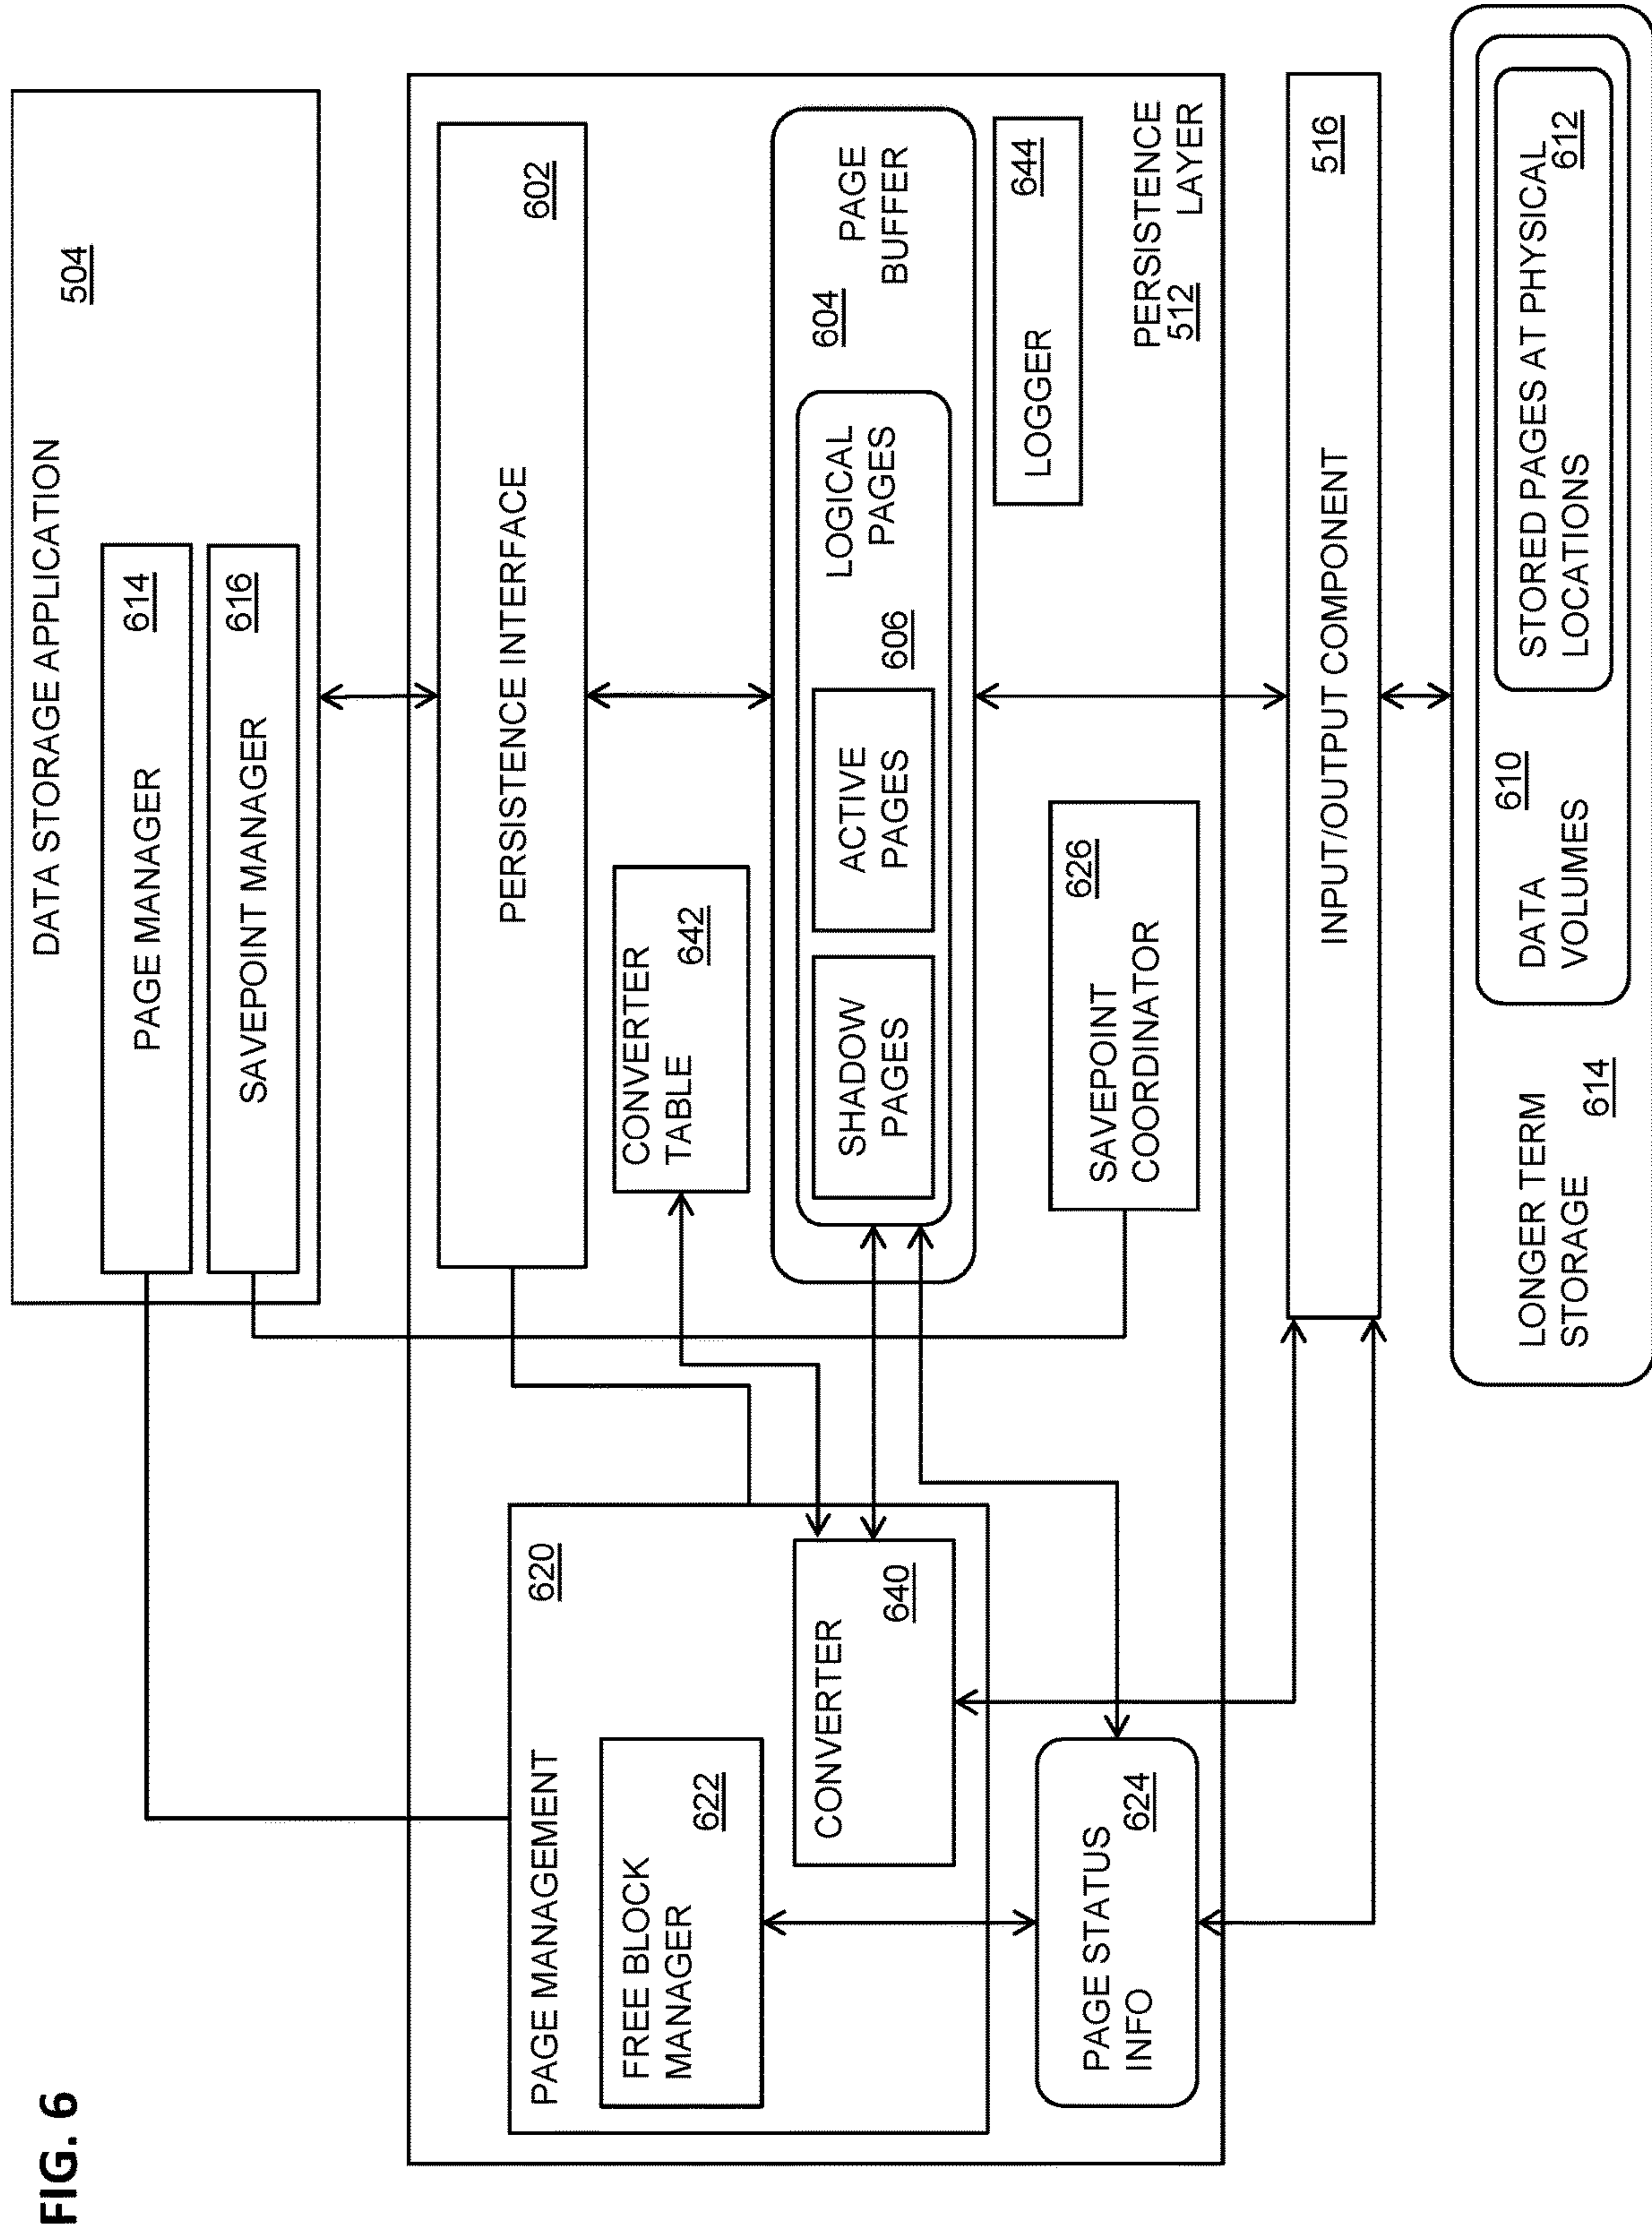 FIG. 6
DATA STORAGE APPLICATION
504
PAGE MANAGER
614
SAVEPOINT MANAGER
616
PERSISTENCE INTERFACE
602
PAGE MANAGEMENT
620
FREE BLOCK
MANAGER
622
CONVERTER
640
CONVERTER
TABLE
642
604
PAGE
BUFFER
LOGICAL
PAGES
606
SHADOW
PAGES
ACTIVE
PAGES
PAGE STATUS
INFO
624
SAVEPOINT
COORDINATOR
626
LOGGER
644
PERSISTENCE
LAYER
512
INPUT/OUTPUT COMPONENT
516
LONGER TERM
STORAGE
614
DATA
VOLUMES
610
STORED PAGES AT PHYSICAL
LOCATIONS
612